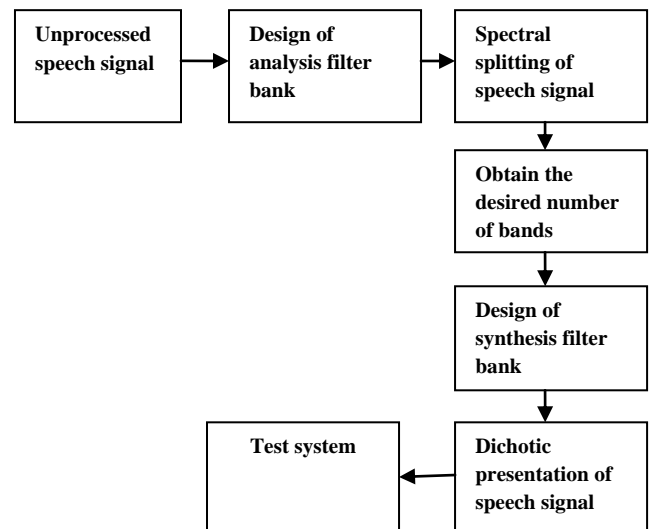 Unprocessed
speech signal
Design of
analysis filter
bank
Spectral
splitting of
speech signal
Obtain the
desired number
of bands
Design of
synthesis filter
bank
Dichotic
presentation of
speech signal
Test system